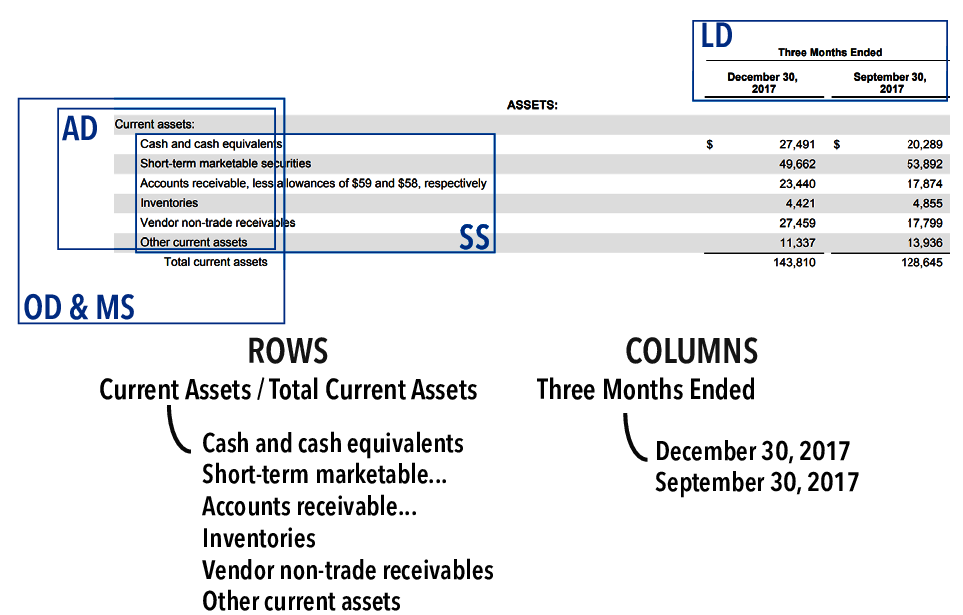 LD
Three Months Ended
December 30, 2017
September 30, 2017
ASSETS:
AD
Current assets:
Cash and cash equivalents $ 27,491 $ 20,289
Short-term marketable securities 49,662 53,892
Accounts receivable, less allowances of $59 and $58, respectively 23,440 17,874
Inventories 4,421 4,855
Vendor non-trade receivables 27,459 17,799
SS
Other current assets 11,337 13,936
Total current assets 143,810 128,645
OD & MS
ROWS
Current Assets / Total Current Assets
Cash and cash equivalents
Short-term marketable...
Accounts receivable...
Inventories
Vendor non-trade receivables
Other current assets
COLUMNS
Three Months Ended
December 30, 2017
September 30, 2017